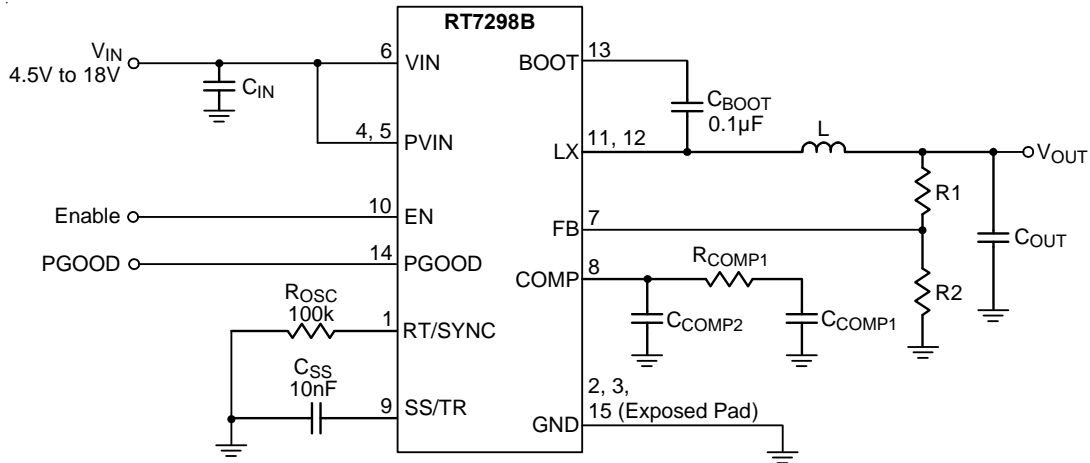 RT7298B
VIN
4.5V to 18V
CIN
6
VIN
4, 5
PVIN
Enable
10
EN
PGOOD
14
PGOOD
ROSC
100k
1
RT/SYNC
CSS
10nF
9
SS/TR
BOOT
13
CBOOT
0.1µF
LX
11, 12
L
VOUT
R1
FB
7
COUT
R2
COMP
8
RCOMP1
CCOMP2
CCOMP1
2, 3,
GND
15 (Exposed Pad)